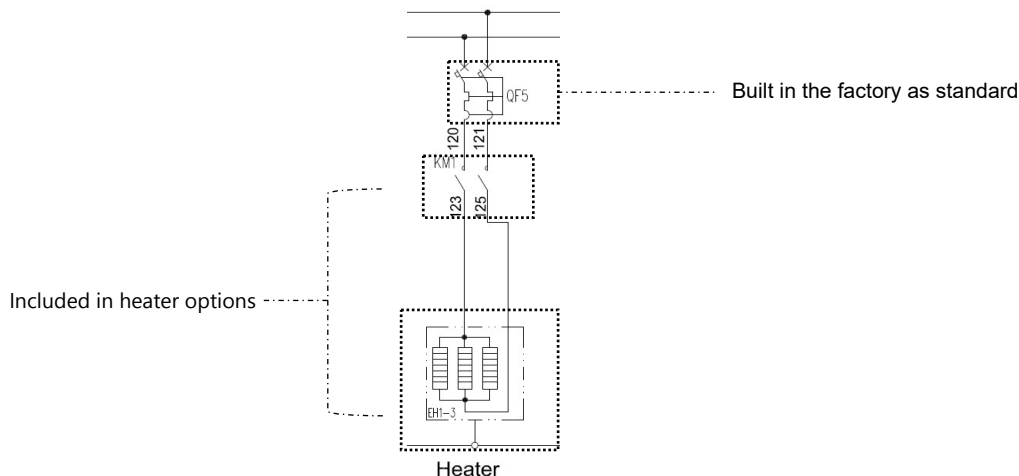 QF5
Built in the factory as standard
120
121
KM1
123
125
Included in heater options
EH1-3
Heater